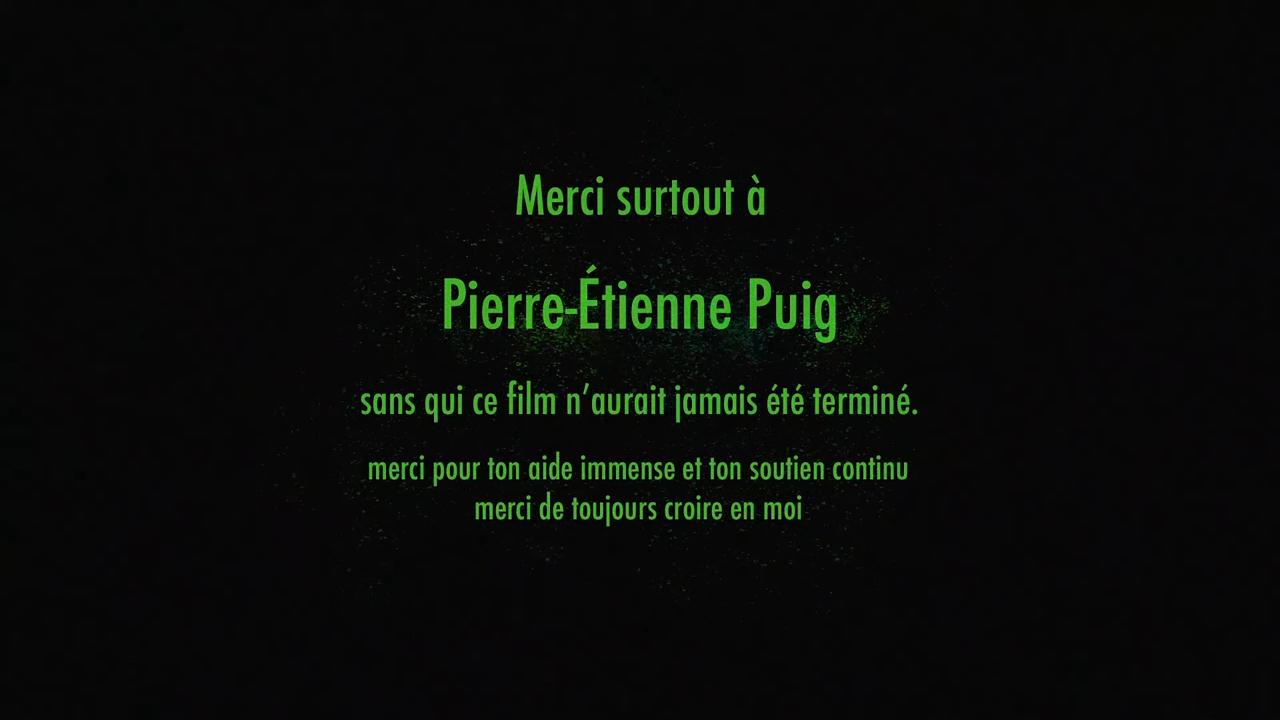 Merci surtout à
Pierre-Étienne Puig
sans qui ce film n’aurait jamais été terminé.
merci pour ton aide immense et ton soutien continu
merci de toujours croire en moi